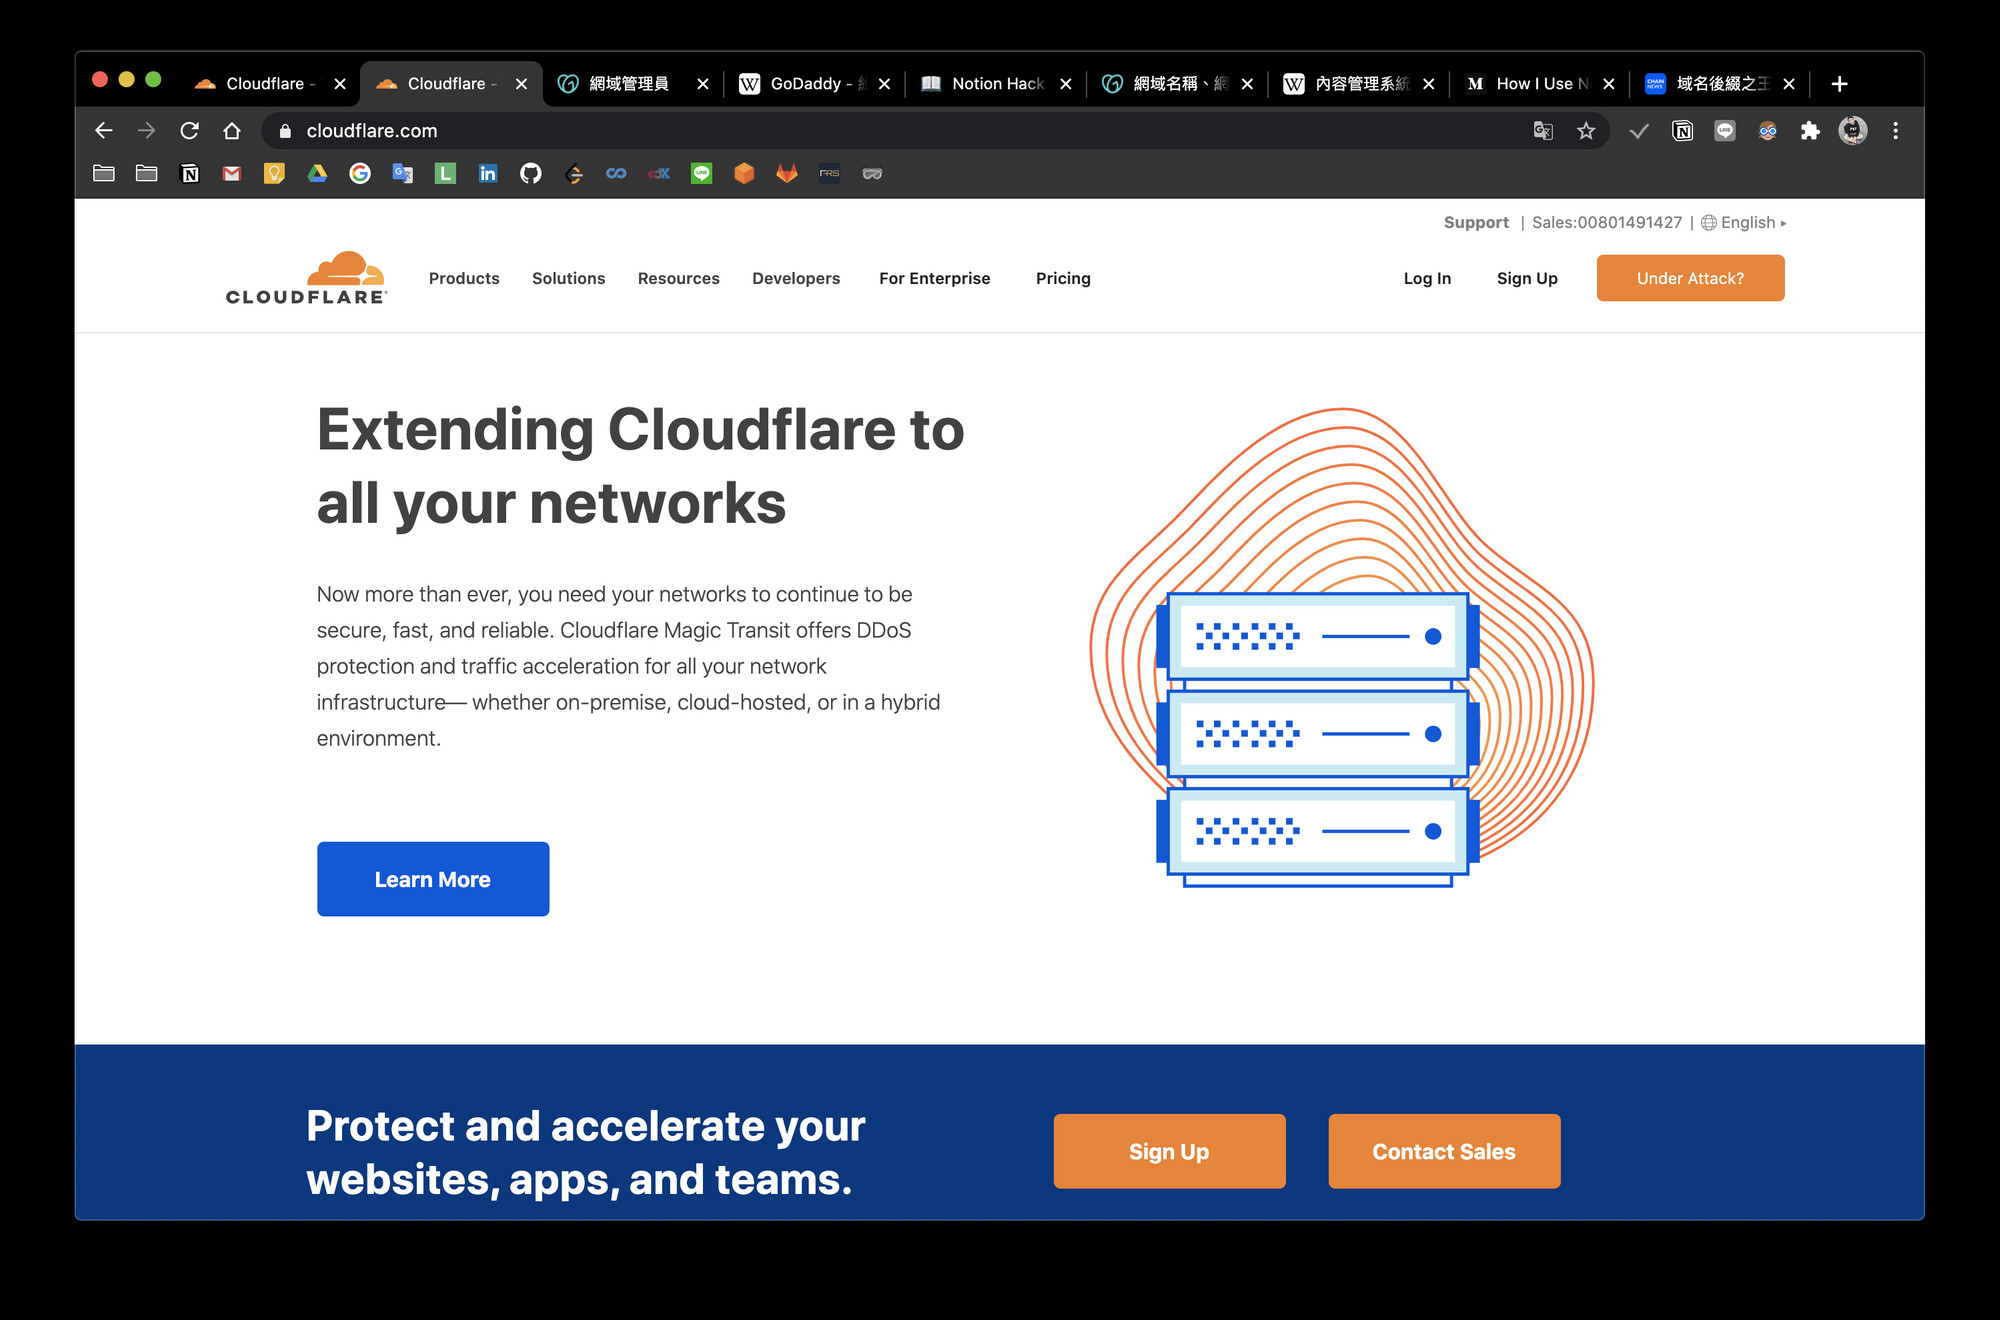 Cloudflare -
Cloudflare -
網域管理員
GoDaddy -
Notion Hack
網域名稱、網
內容管理系統
How I Use N
域名後綴之王
cloudflare.com
Support | Sales:00801491427 | English ▸
CLOUDFLARE
Products Solutions Resources Developers For Enterprise Pricing
Log In Sign Up Under Attack?
Extending Cloudflare to
all your networks
Now more than ever, you need your networks to continue to be
secure, fast, and reliable. Cloudflare Magic Transit offers DDoS
protection and traffic acceleration for all your network
infrastructure— whether on-premise, cloud-hosted, or in a hybrid
environment.
Learn More
Protect and accelerate your
websites, apps, and teams.
Sign Up
Contact Sales